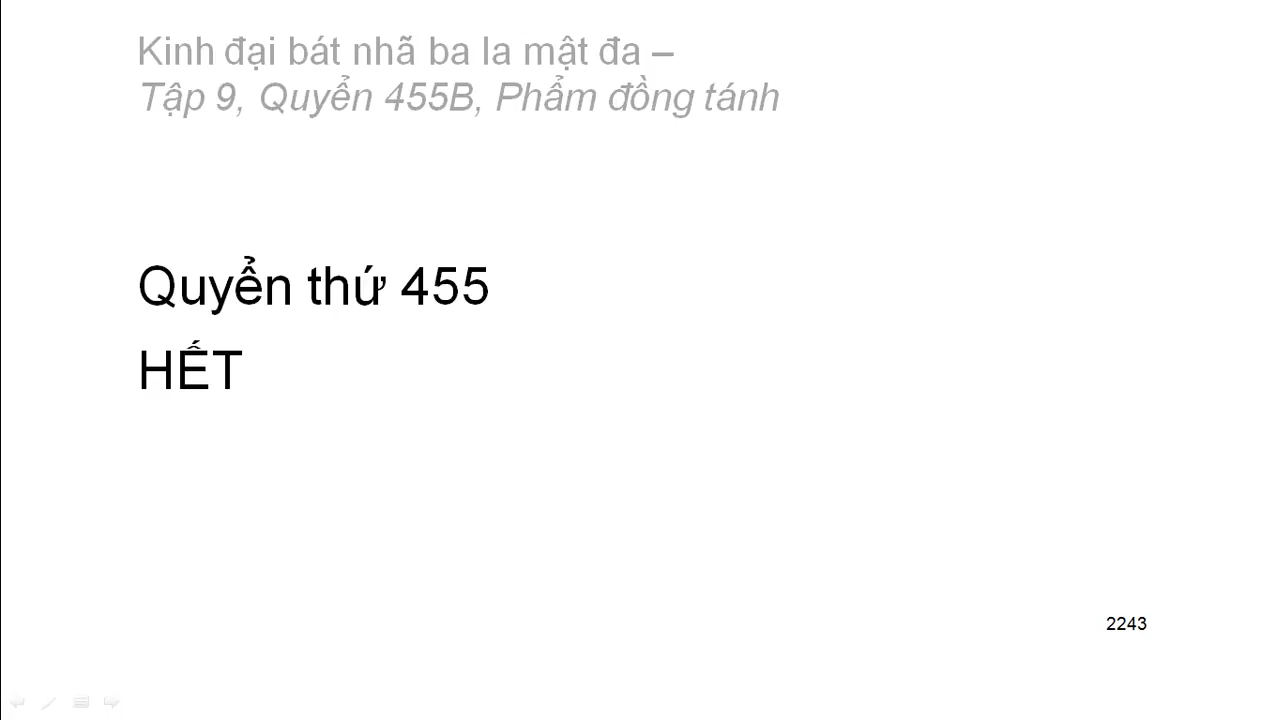 Kinh đại bát nhã ba la mật đa –
Tập 9, Quyển 455B, Phẩm đồng tánh
Quyển thứ 455
HẾT
2243